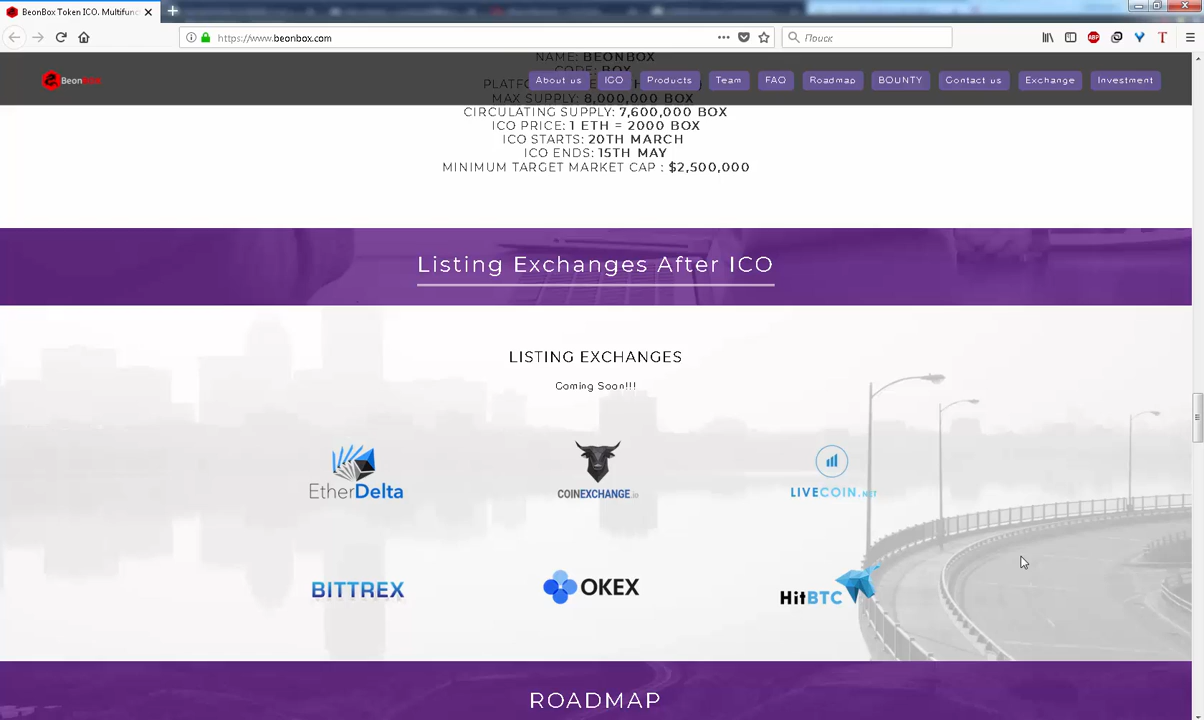 BeonBox Token ICO. Multifunc
https://www.beonbox.com
Поиск
BeonBox
About us
ICO
Products
Team
FAQ
Roadmap
BOUNTY
Contact us
Exchange
Investment
NAME: BEONBOX
CODE: BOX
MAX SUPPLY: 8,000,000 BOX
CIRCULATING SUPPLY: 7,600,000 BOX
ICO PRICE: 1 ETH = 2000 BOX
ICO STARTS: 20TH MARCH
ICO ENDS: 15TH MAY
MINIMUM TARGET MARKET CAP : $2,500,000
Listing Exchanges After ICO
LISTING EXCHANGES
Coming Soon!!!
EtherDelta
COINEXCHANGE.io
LIVECOIN.NET
BITTREX
OKEX
HitBTC
ROADMAP